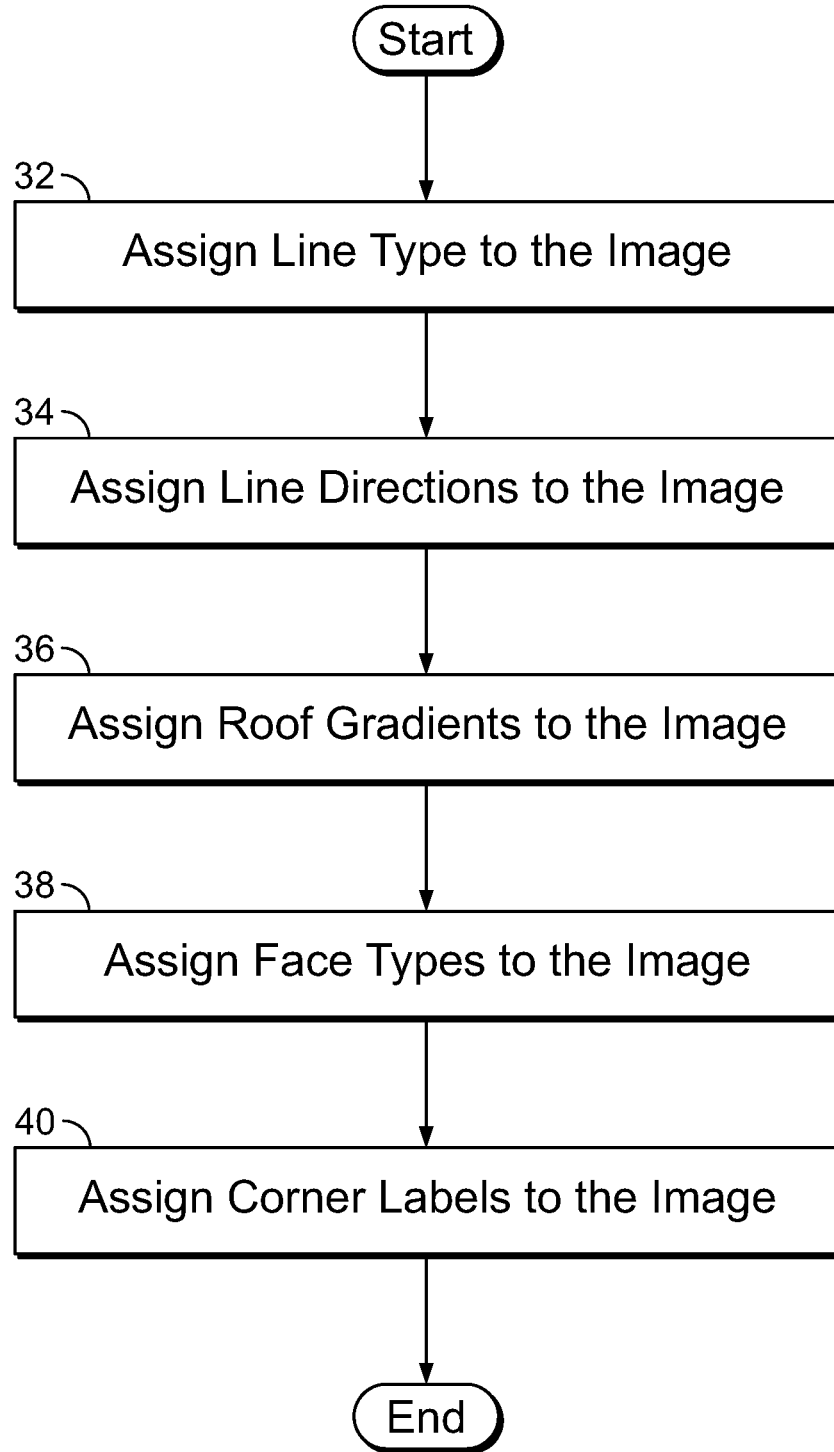 Start
32
Assign Line Type to the Image
34
Assign Line Directions to the Image
36
Assign Roof Gradients to the Image
38
Assign Face Types to the Image
40
Assign Corner Labels to the Image
End